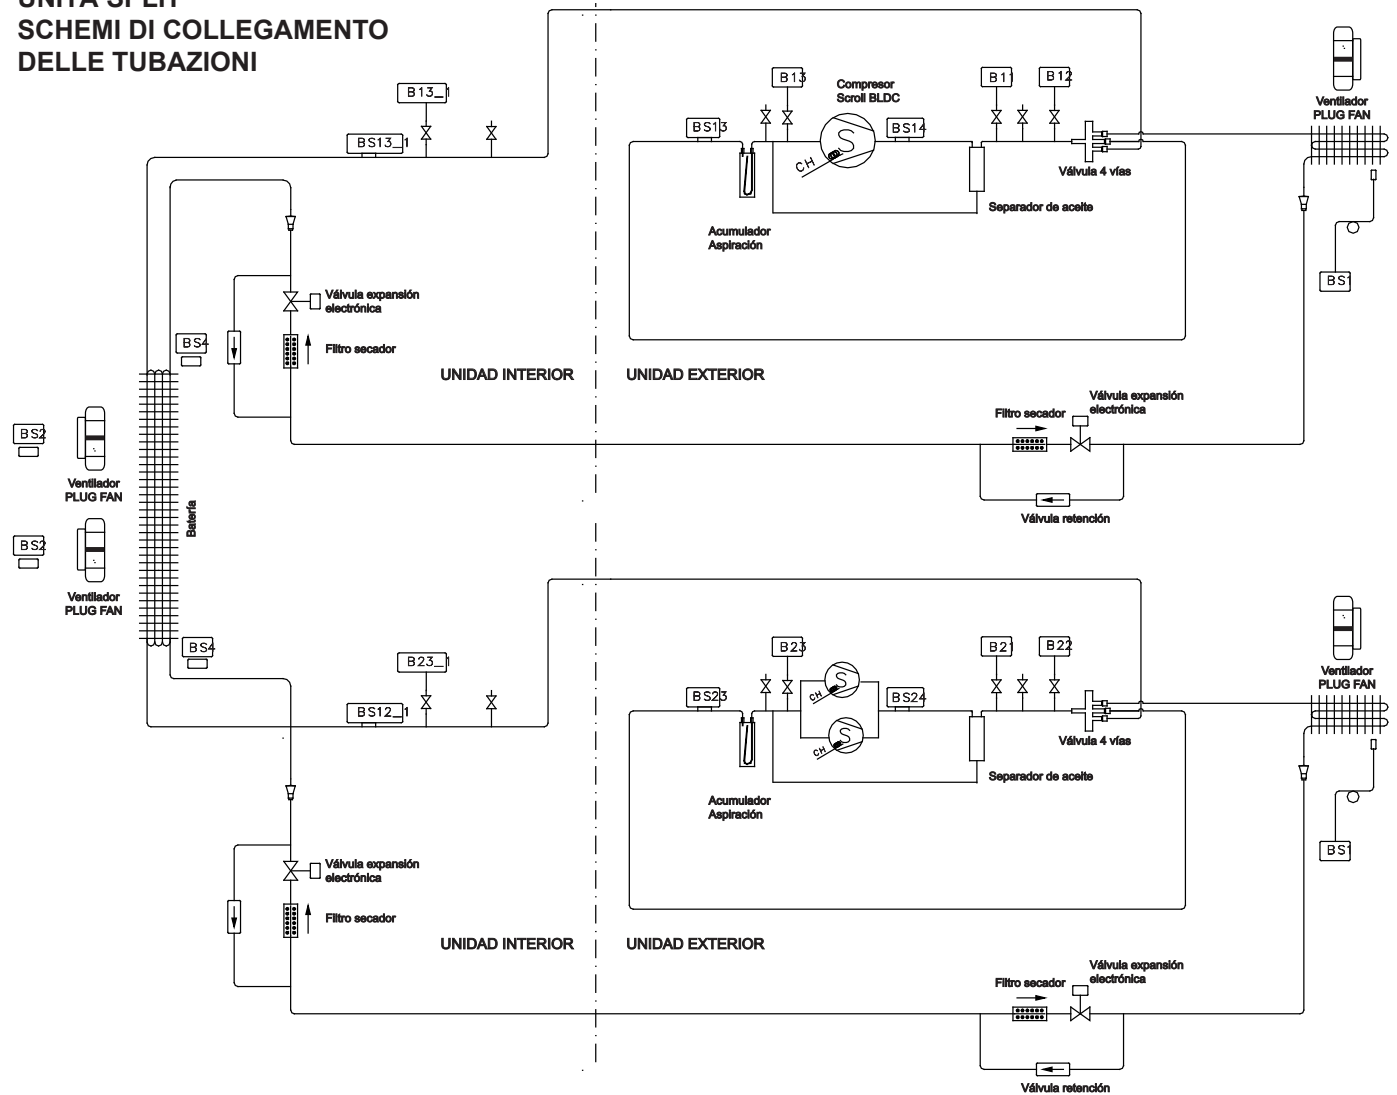 UNITÀ SPLIT
SCHEMI DI COLLEGAMENTO
DELLE TUBAZIONI
B13_1
BS13_1
B13
Compresor
Scroll BLDC
B11
B12
BS13
S
BS14
CH
Válvula 4 vías
Separador de aceite
Acumulador
Aspiración
Ventilador
PLUG FAN
BS1
Válvula expansión
electrónica
BS4
Filtro secador
UNIDAD INTERIOR
UNIDAD EXTERIOR
Válvula expansión
electrónica
Filtro secador
Válvula retención
BS2
Ventilador
PLUG FAN
Batería
BS2
Ventilador
PLUG FAN
BS4
B23_1
BS12_1
B23
B21
B22
BS23
S
CH
BS24
S
CH
Válvula 4 vías
Separador de aceite
Acumulador
Aspiración
Ventilador
PLUG FAN
BS1
Válvula expansión
electrónica
Filtro secador
UNIDAD INTERIOR
UNIDAD EXTERIOR
Válvula expansión
electrónica
Filtro secador
Válvula retención